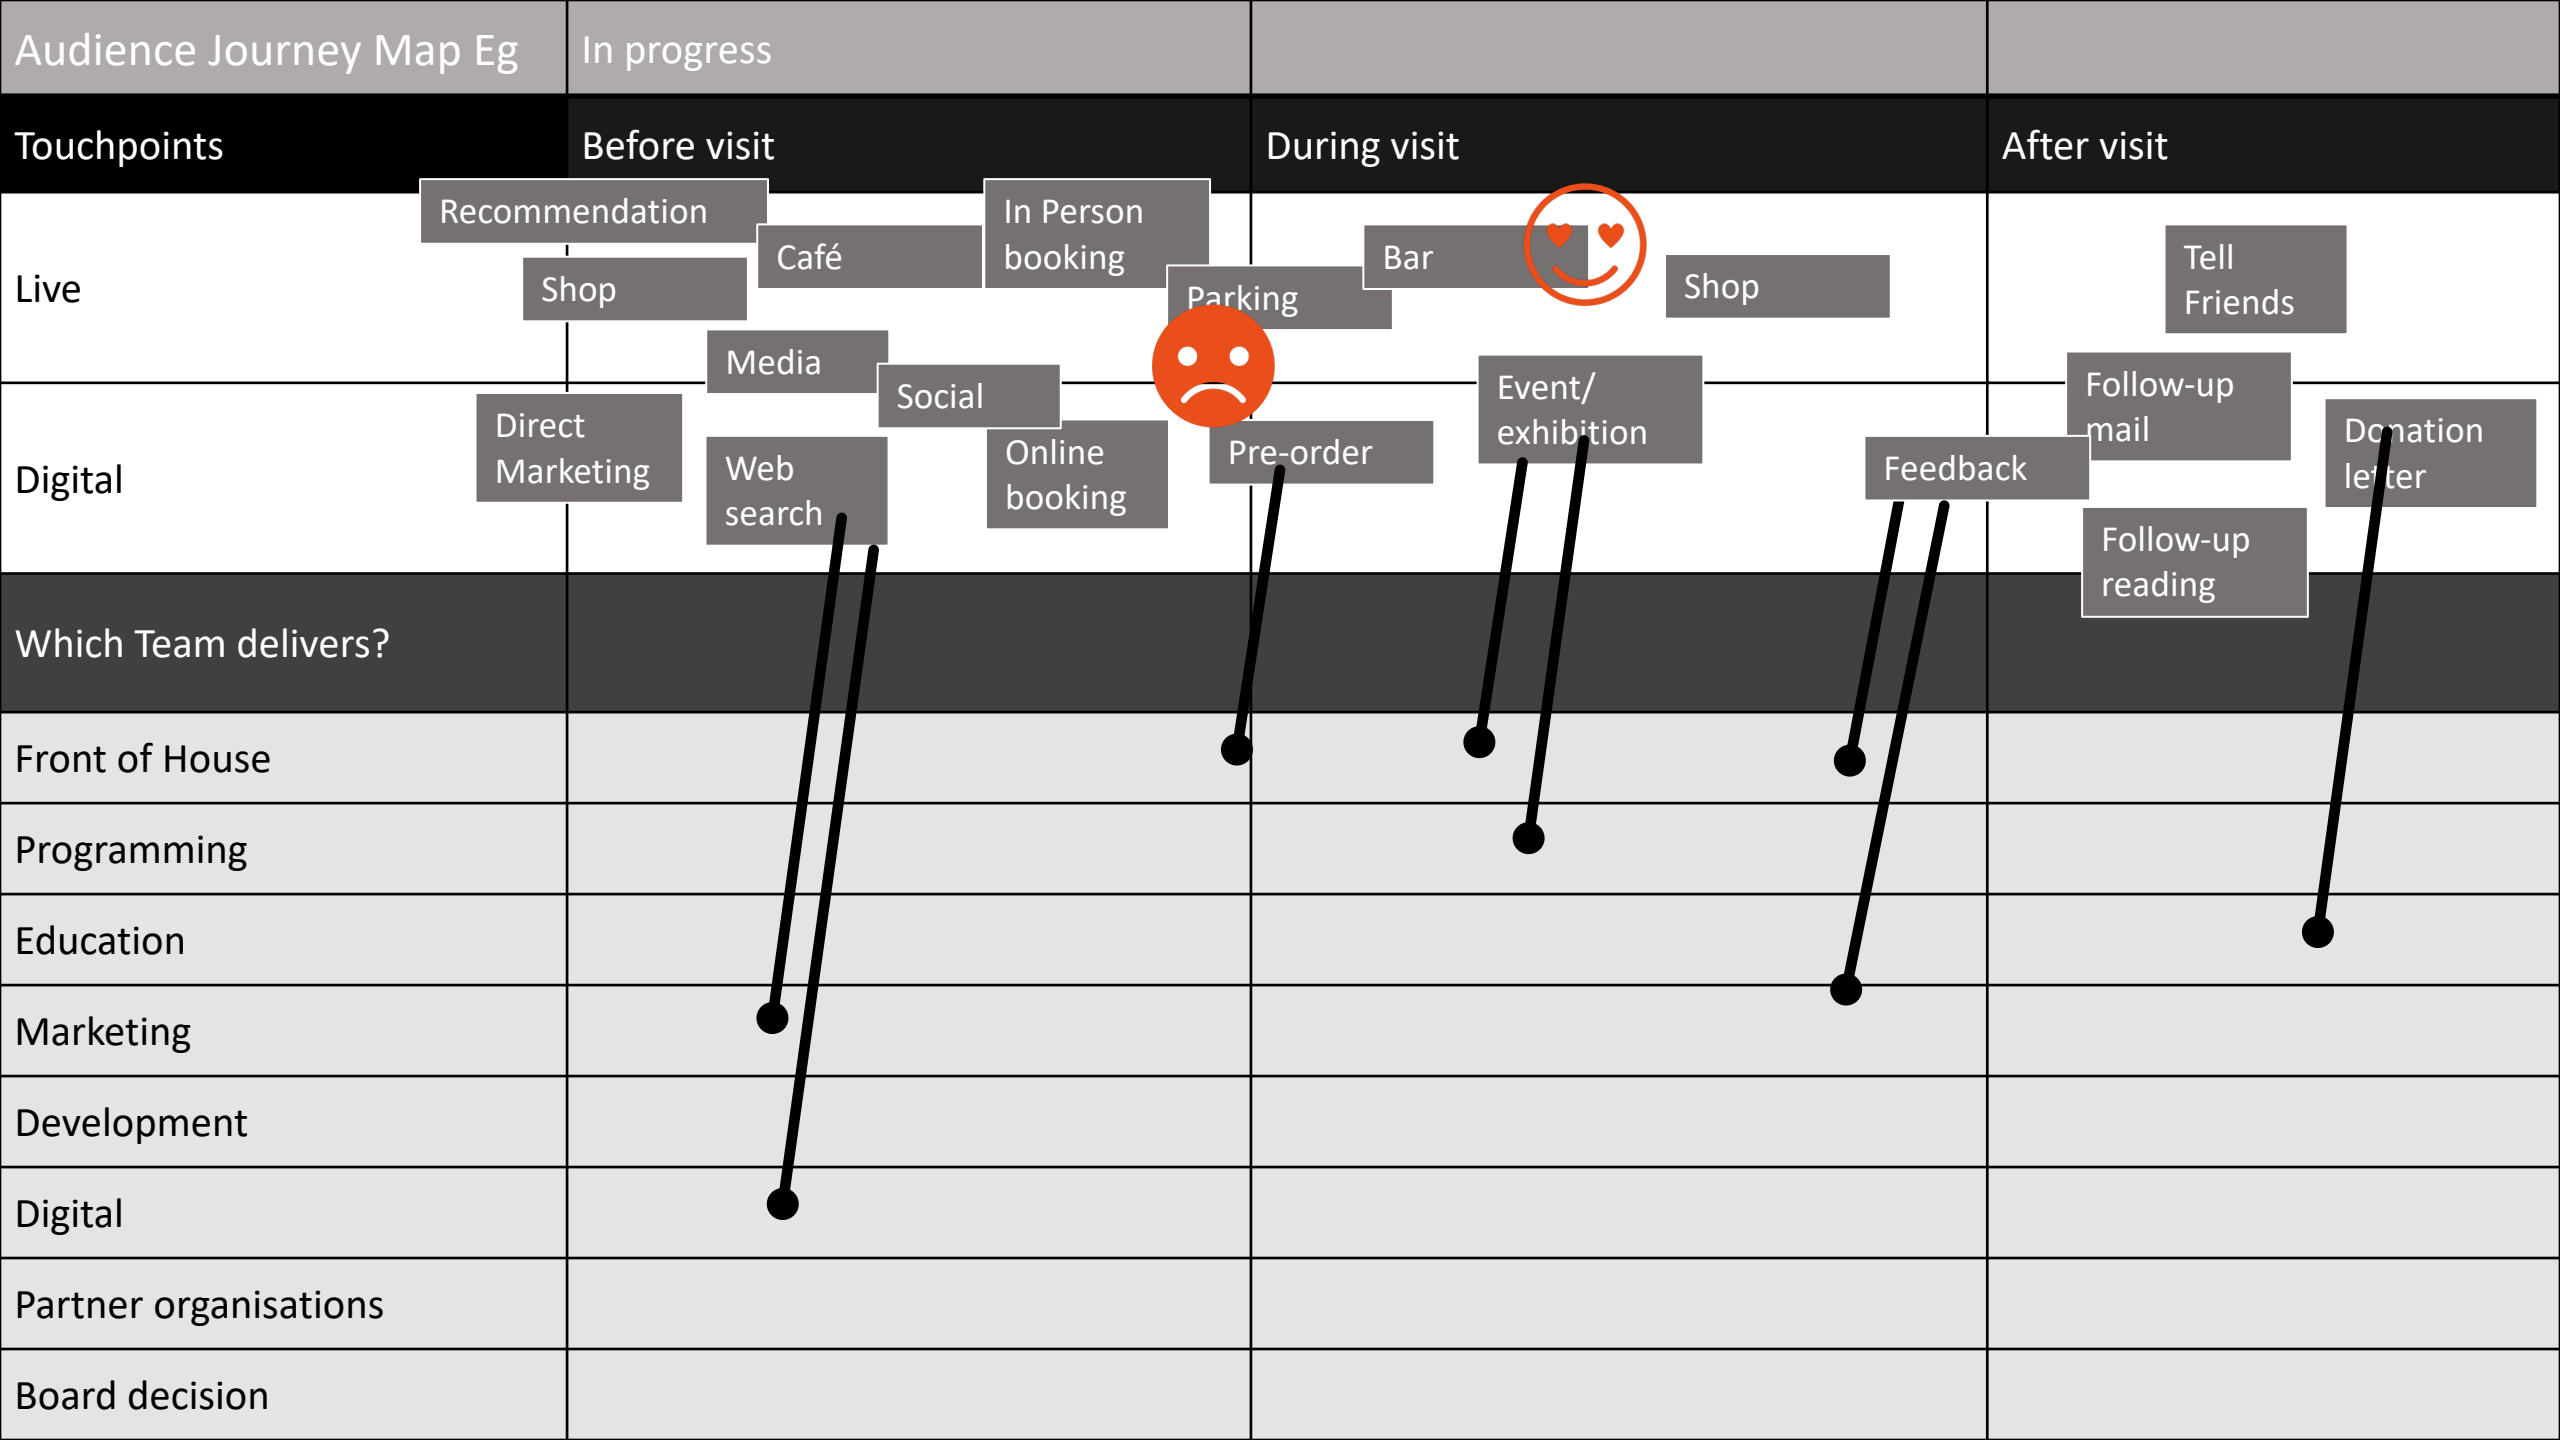 Audience Journey Map Eg
In progress
Touchpoints
Before visit
During visit
After visit
Live
Recommendation
Shop
Café
In Person
booking
Parking
Bar
Shop
Tell
Friends
Media
Social
Event/
exhibition
Follow-up
mail
Digital
Direct
Marketing
Web
search
Online
booking
Pre-order
Feedback
Donation
letter
Follow-up
reading
Which Team delivers?
Front of House
Programming
Education
Marketing
Development
Digital
Partner organisations
Board decision